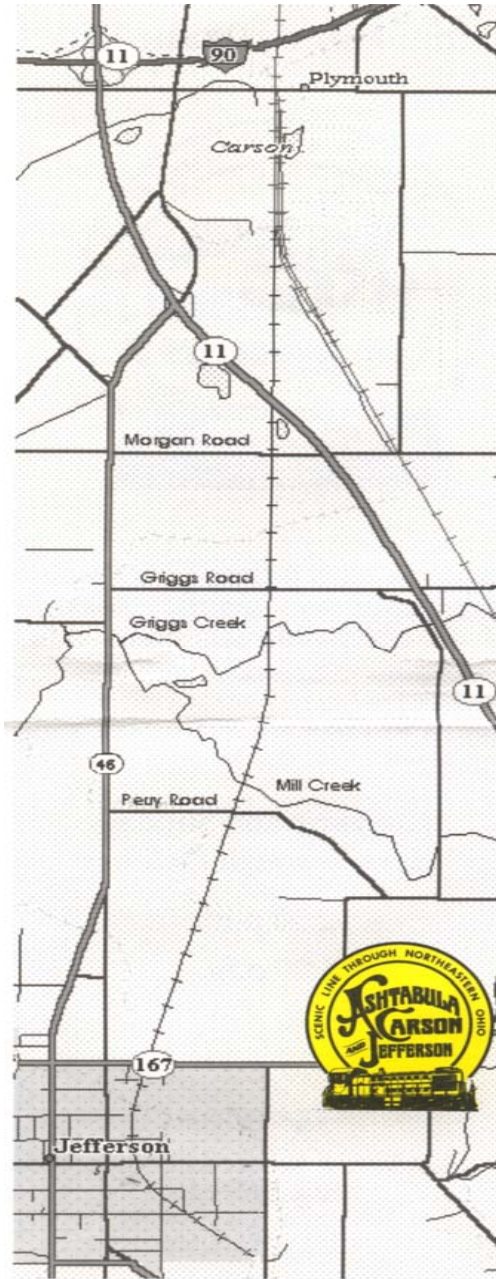 11
90
Plymouth
Carson
11
Morgan Road
Griggs Road
Griggs Creek
11
46
Mill Creek
Perry Road
SCENIC LINE THROUGH NORTHEASTERN OHIO
ASHTABULA
CARSON
AND JEFFERSON
167
Jefferson